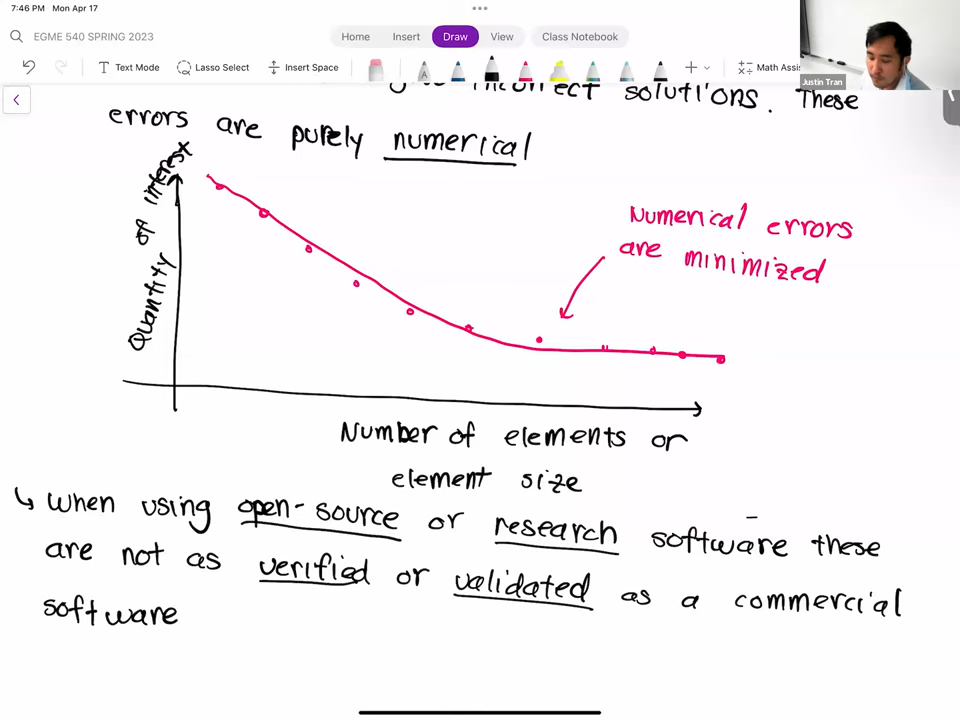 7:46 PM Mon Apr 17
EGME 540 SPRING 2023
Home Insert Draw View Class Notebook
Text Mode Lasso Select Insert Space A Math Assis
Justin Tran
incorrect solutions. These
errors are purely numerical
Quantity of interest
Numerical errors
are minimized
Number of elements or
element size
↳ When using open-source or research software these
are not as verified or validated as a commercial
software